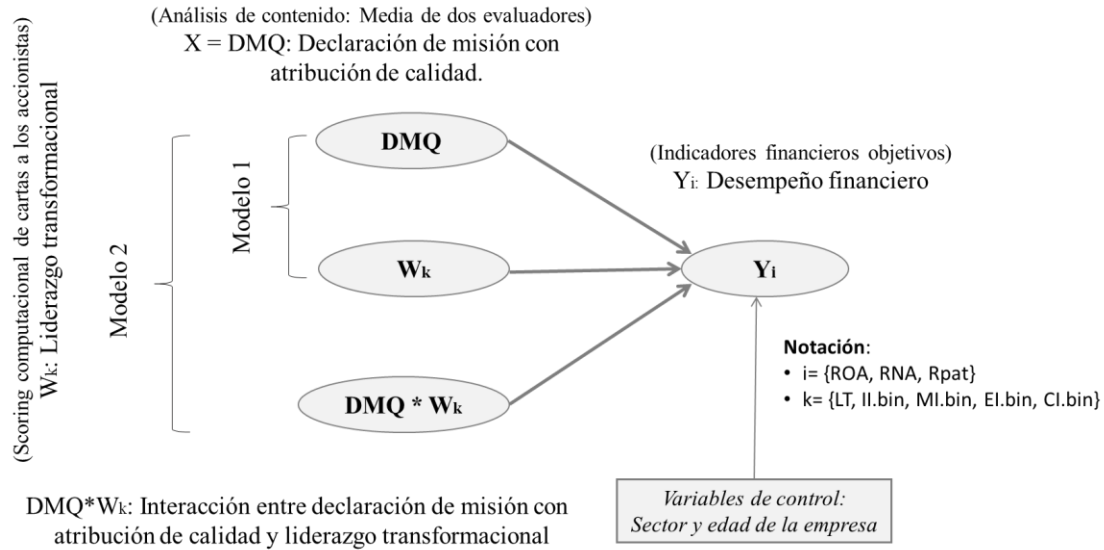 (Análisis de contenido: Media de dos evaluadores)
X = DMQ: Declaración de misión con
atribución de calidad.
(Scoring computacional de cartas a los accionistas)
Wk: Liderazgo transformacional
Modelo 2
Modelo 1
DMQ
Wk
DMQ * Wk
(Indicadores financieros objetivos)
Yi: Desempeño financiero
Yi
Notación:
• i= {ROA, RNA, Rpat}
• k= {LT, II.bin, MI.bin, EI.bin, CI.bin}
Variables de control:
Sector y edad de la empresa
DMQ*Wk: Interacción entre declaración de misión con
atribución de calidad y liderazgo transformacional